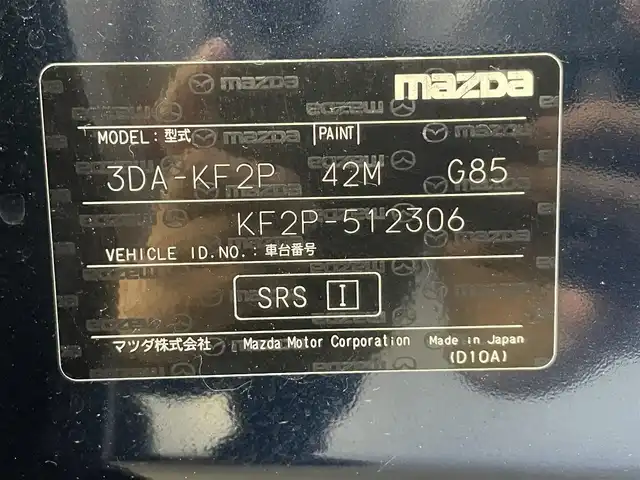 mazda
MODEL: 型式 PAINT
3DA-KF2P 42M G85
KF2P-512306
VEHICLE ID.NO.: 車台番号
SRS I
マツダ株式会社 Mazda Motor Corporation Made in Japan
(D10A)